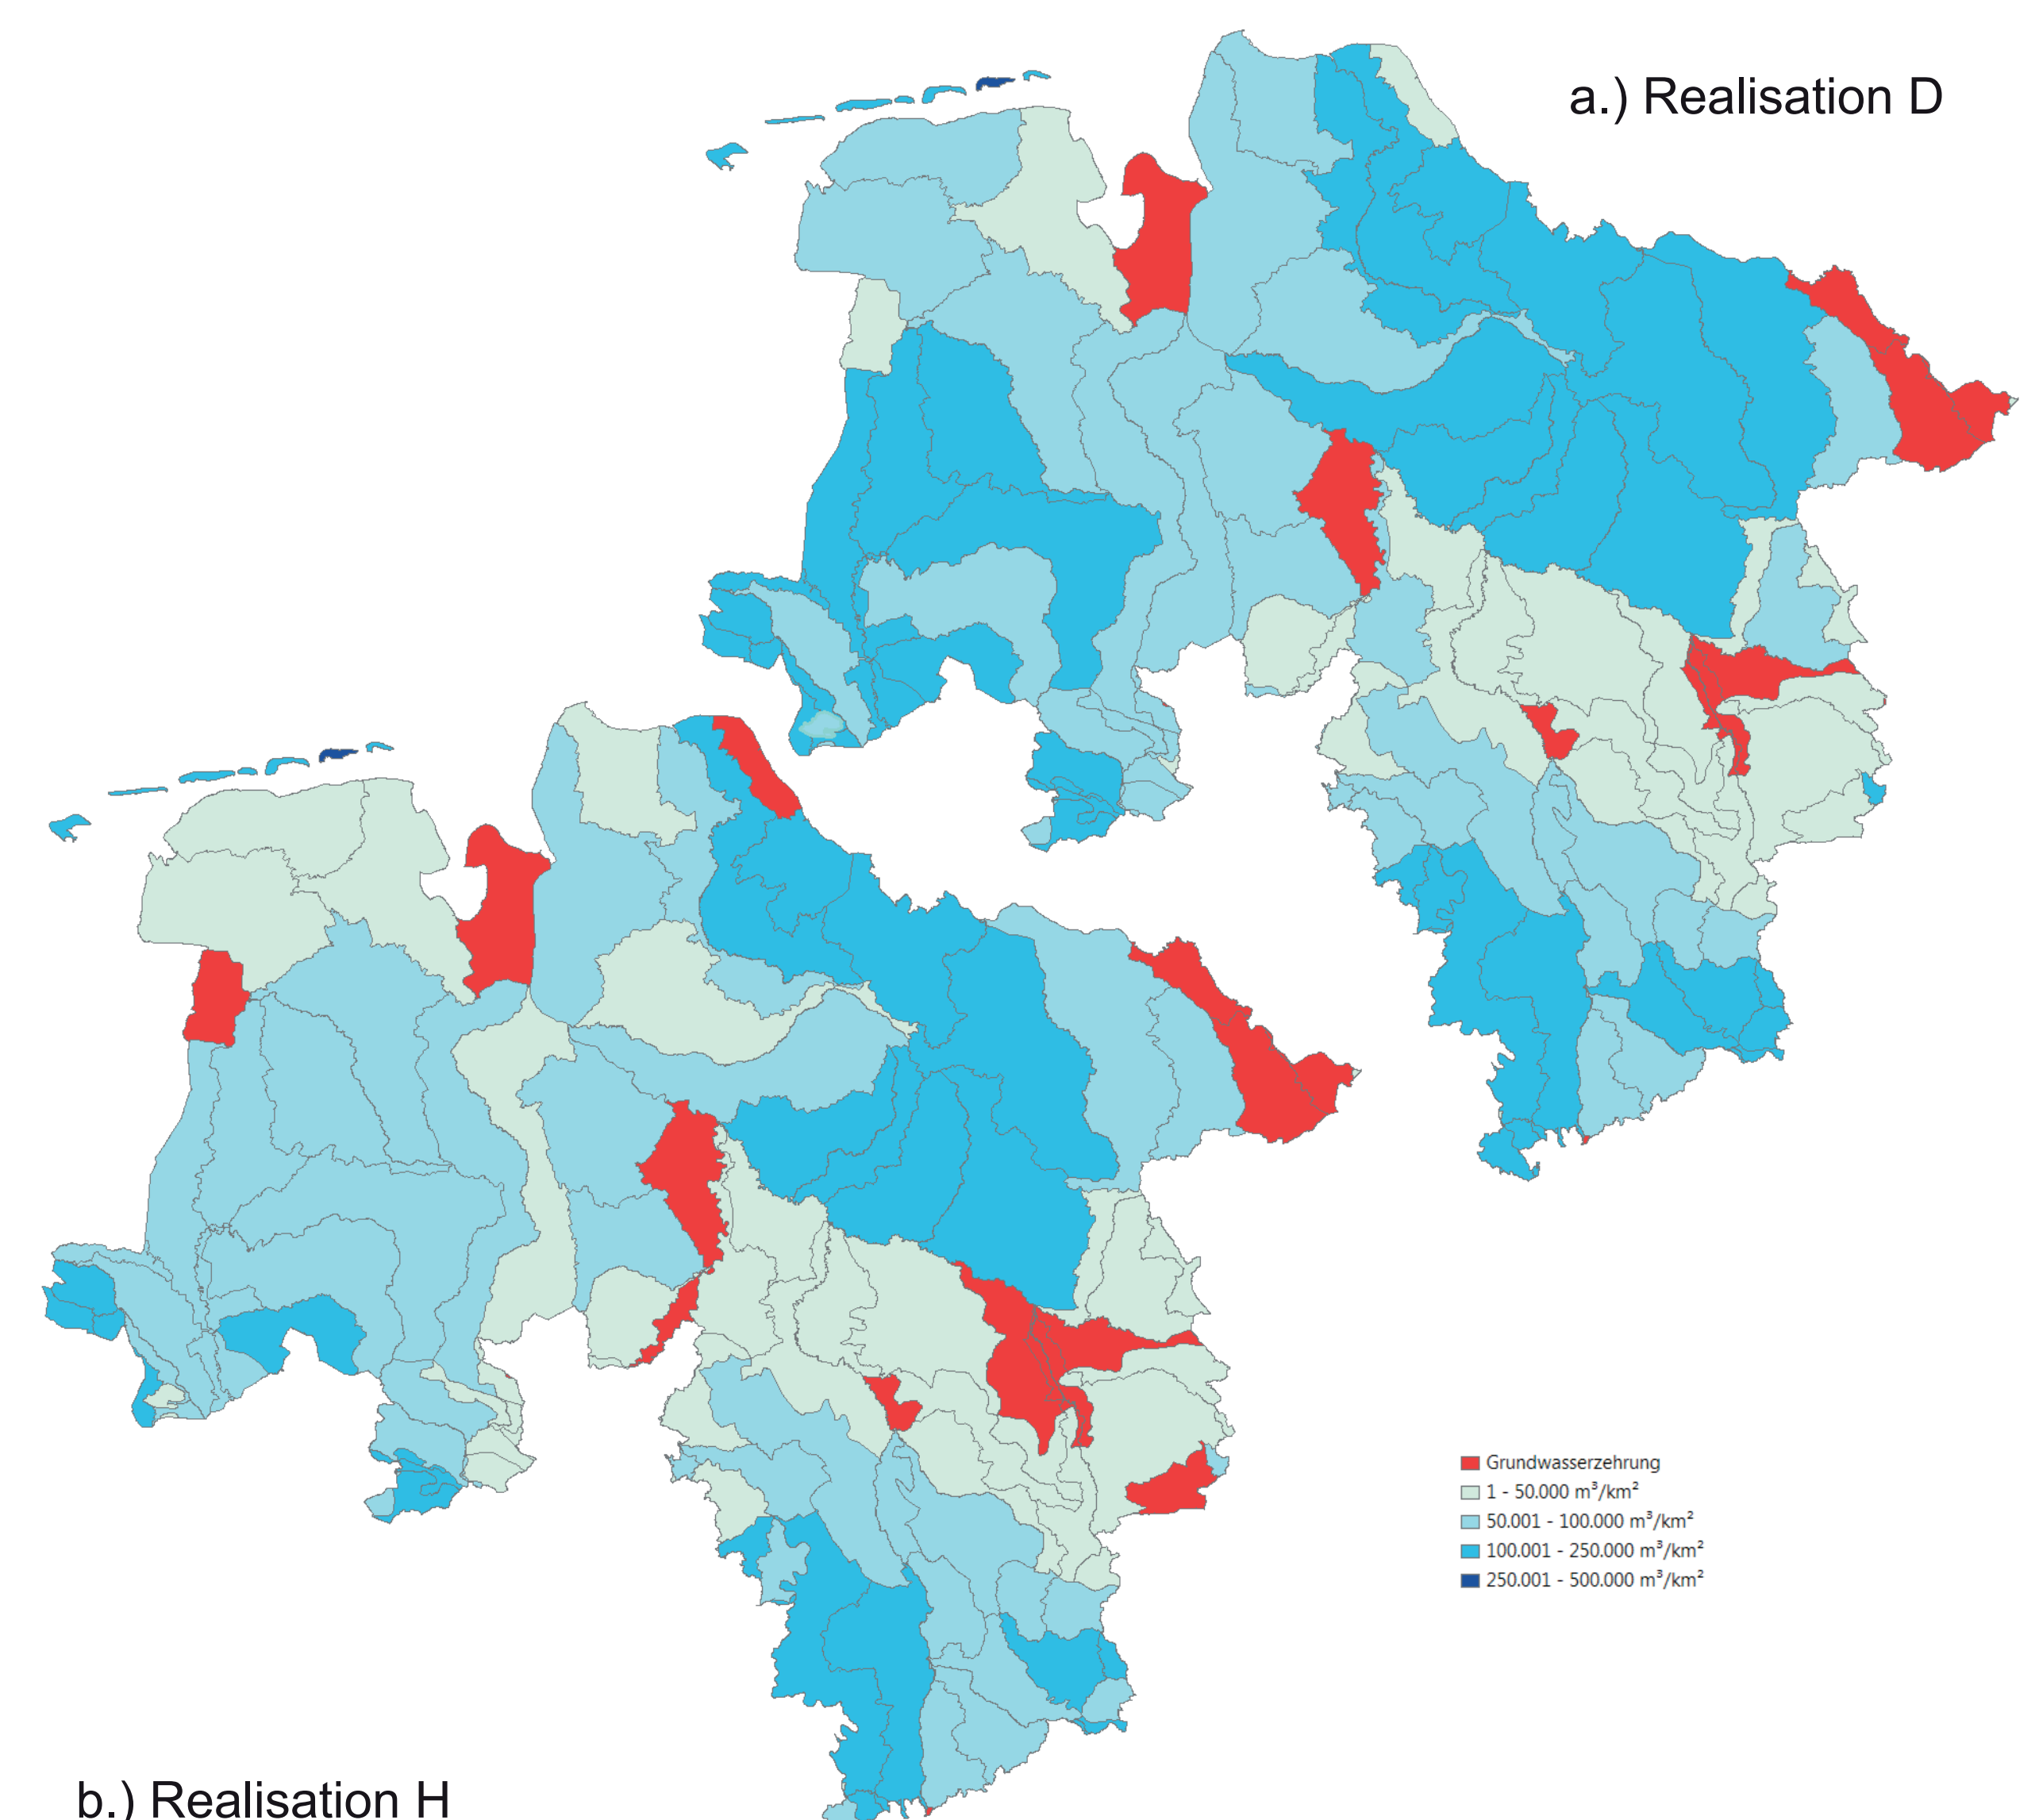 a.) Realisation D
Grundwasserzehrung
1 - 50.000 m³/km²
50.001 - 100.000 m³/km²
100.001 - 250.000 m³/km²
250.001 - 500.000 m³/km²
b.) Realisation H